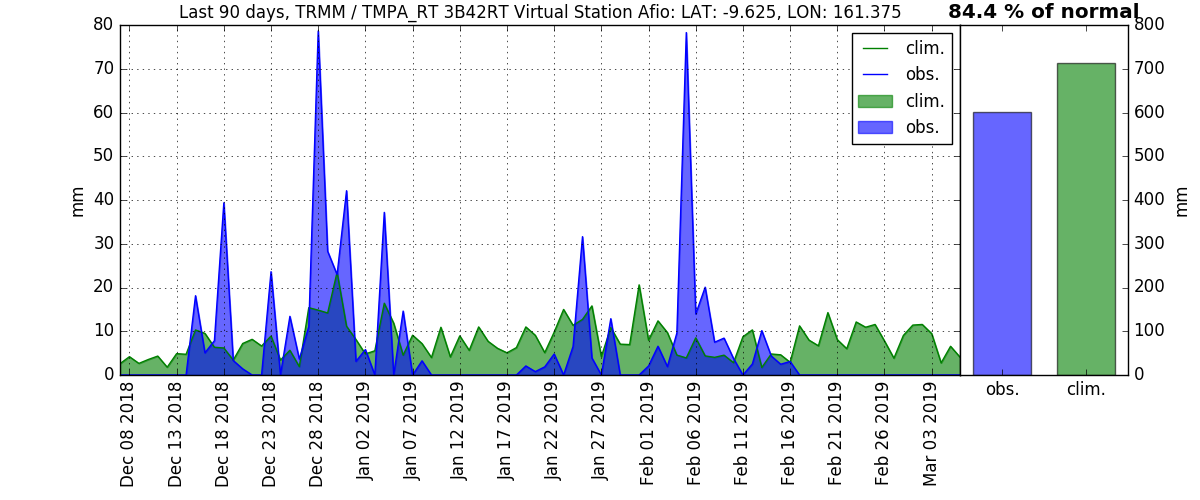 Last 90 days, TRMM / TMPA_RT 3B42RT Virtual Station Afio: LAT: -9.625, LON: 161.375
84.4 % of normal
80
70
60
50
40
30
20
10
0
mm
clim.
obs.
clim.
obs.
Dec 08 2018
Dec 13 2018
Dec 18 2018
Dec 23 2018
Dec 28 2018
Jan 02 2019
Jan 07 2019
Jan 12 2019
Jan 17 2019
Jan 22 2019
Jan 27 2019
Feb 01 2019
Feb 06 2019
Feb 11 2019
Feb 16 2019
Feb 21 2019
Feb 26 2019
Mar 03 2019
800
700
600
500
400
300
200
100
0
mm
obs.
clim.